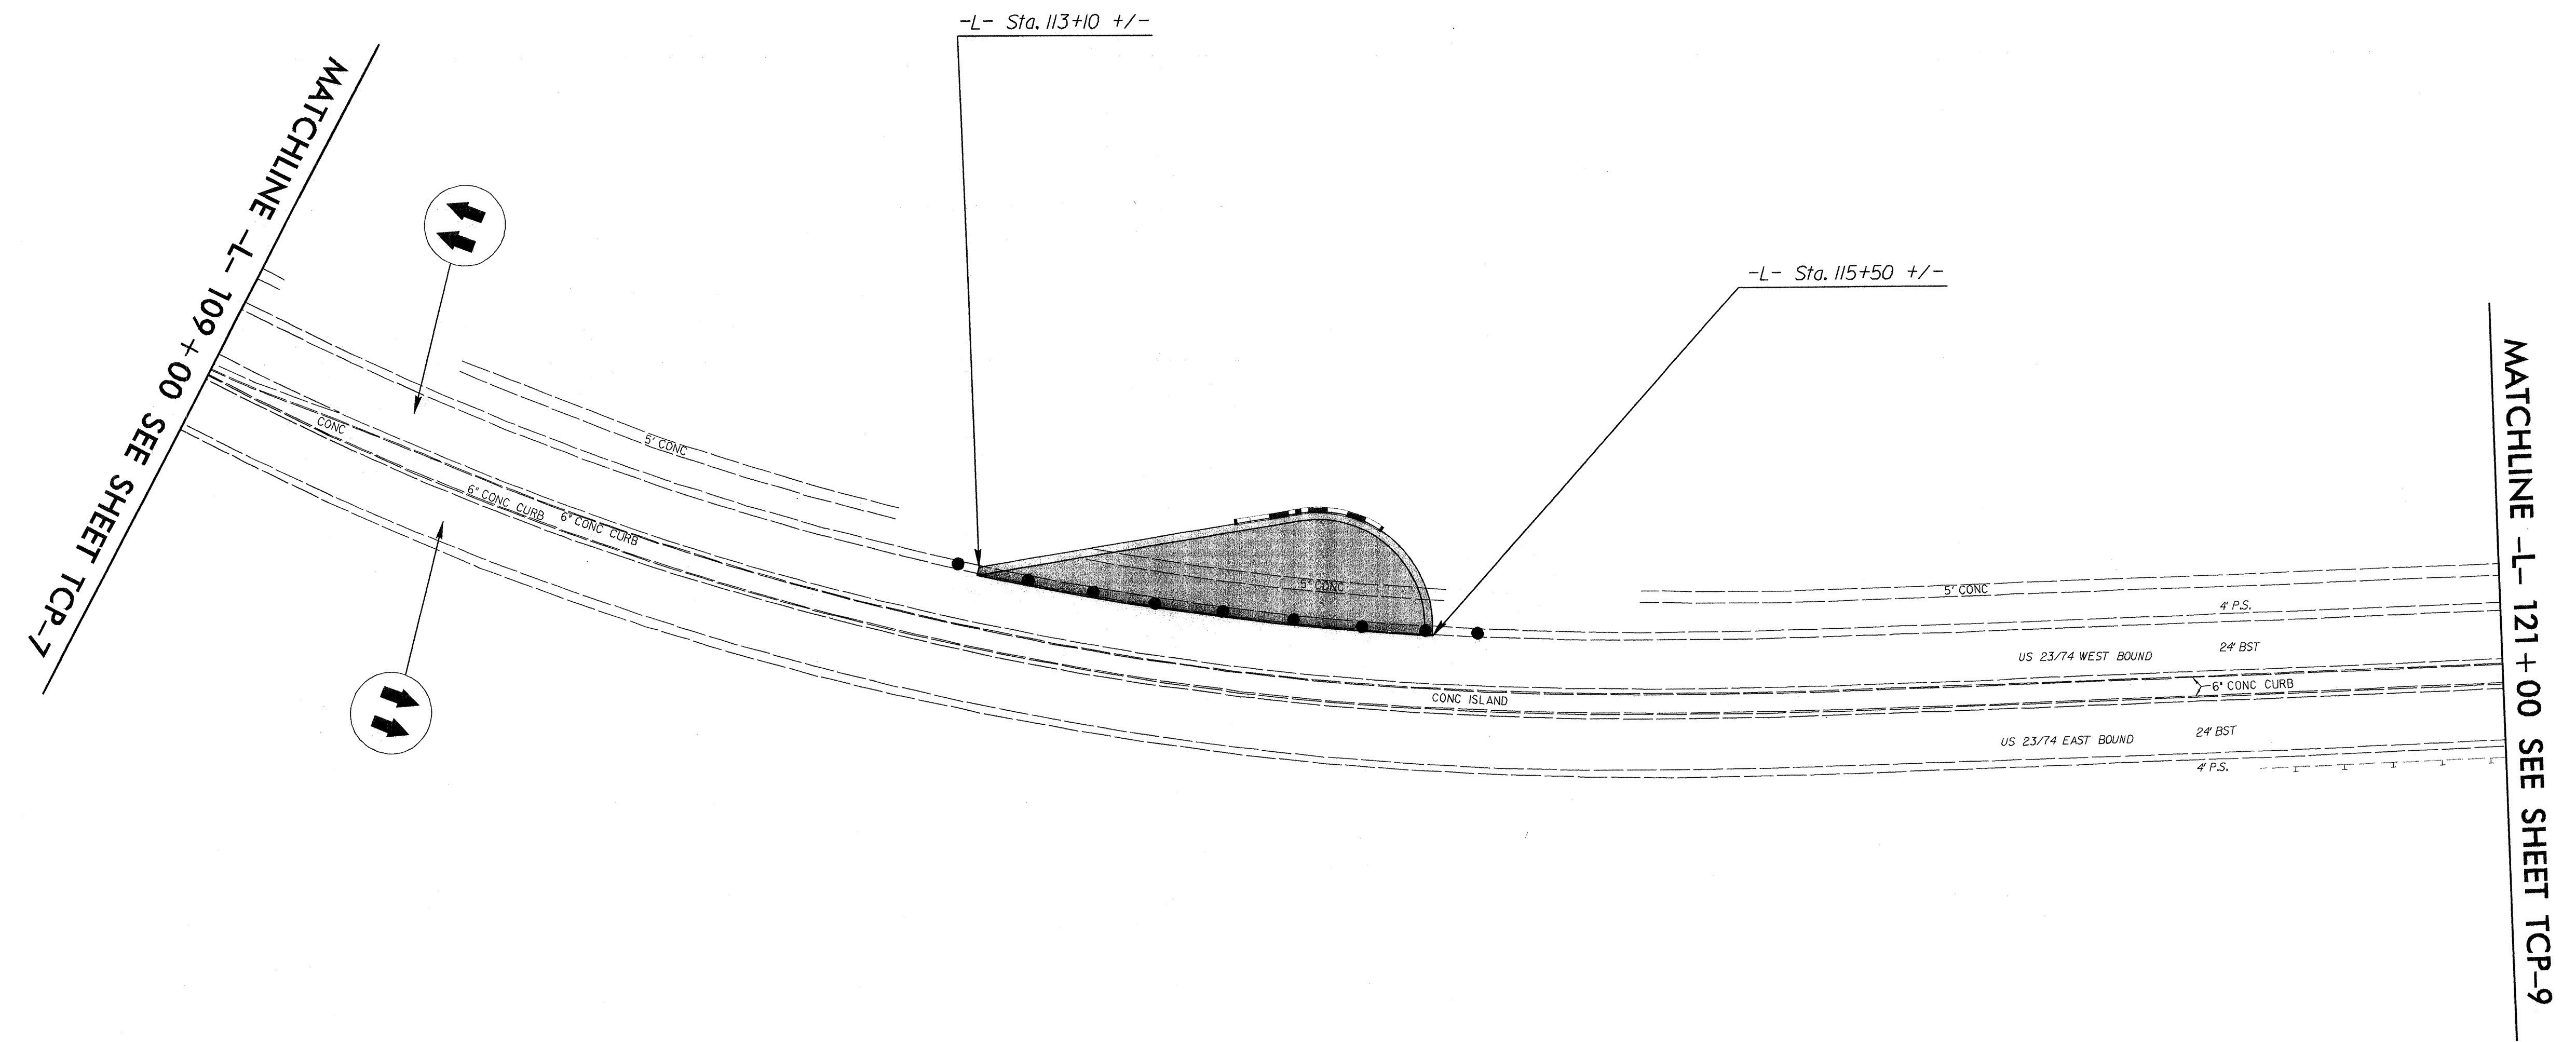 -L- Sta. 113+10 +/-
MATCHLINE -L- 109+00 SEE SHEET TCP-7
-L- Sta. 115+50 +/-
MATCHLINE -L- 121+00 SEE SHEET TCP-9
CONC
5' CONC
6" CONC CURB
6" CONC CURB
5' CONC
5' CONC
4' P.S.
24' BST
US 23/74 WEST BOUND
6" CONC CURB
CONC ISLAND
24' BST
US 23/74 EAST BOUND
4' P.S.